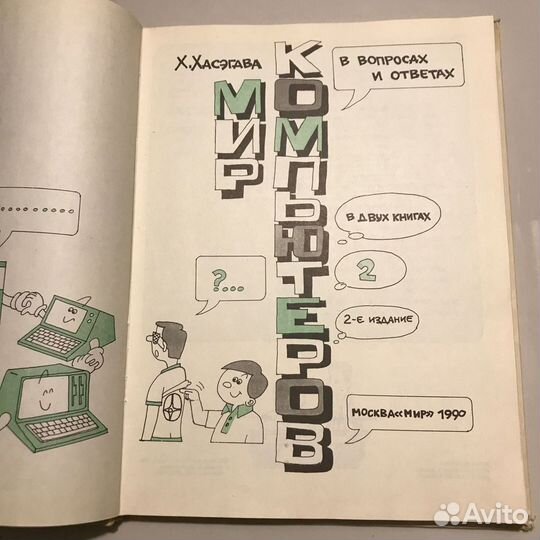 Х. Хасэгава
МИР
КОМПЬЮТЕРОВ
В ВОПРОСАХ
И ОТВЕТАХ
В ДВУХ КНИГАХ
2
2-Е ИЗДАНИЕ
?...
МОСКВА «МИР» 1990
..........
Avito